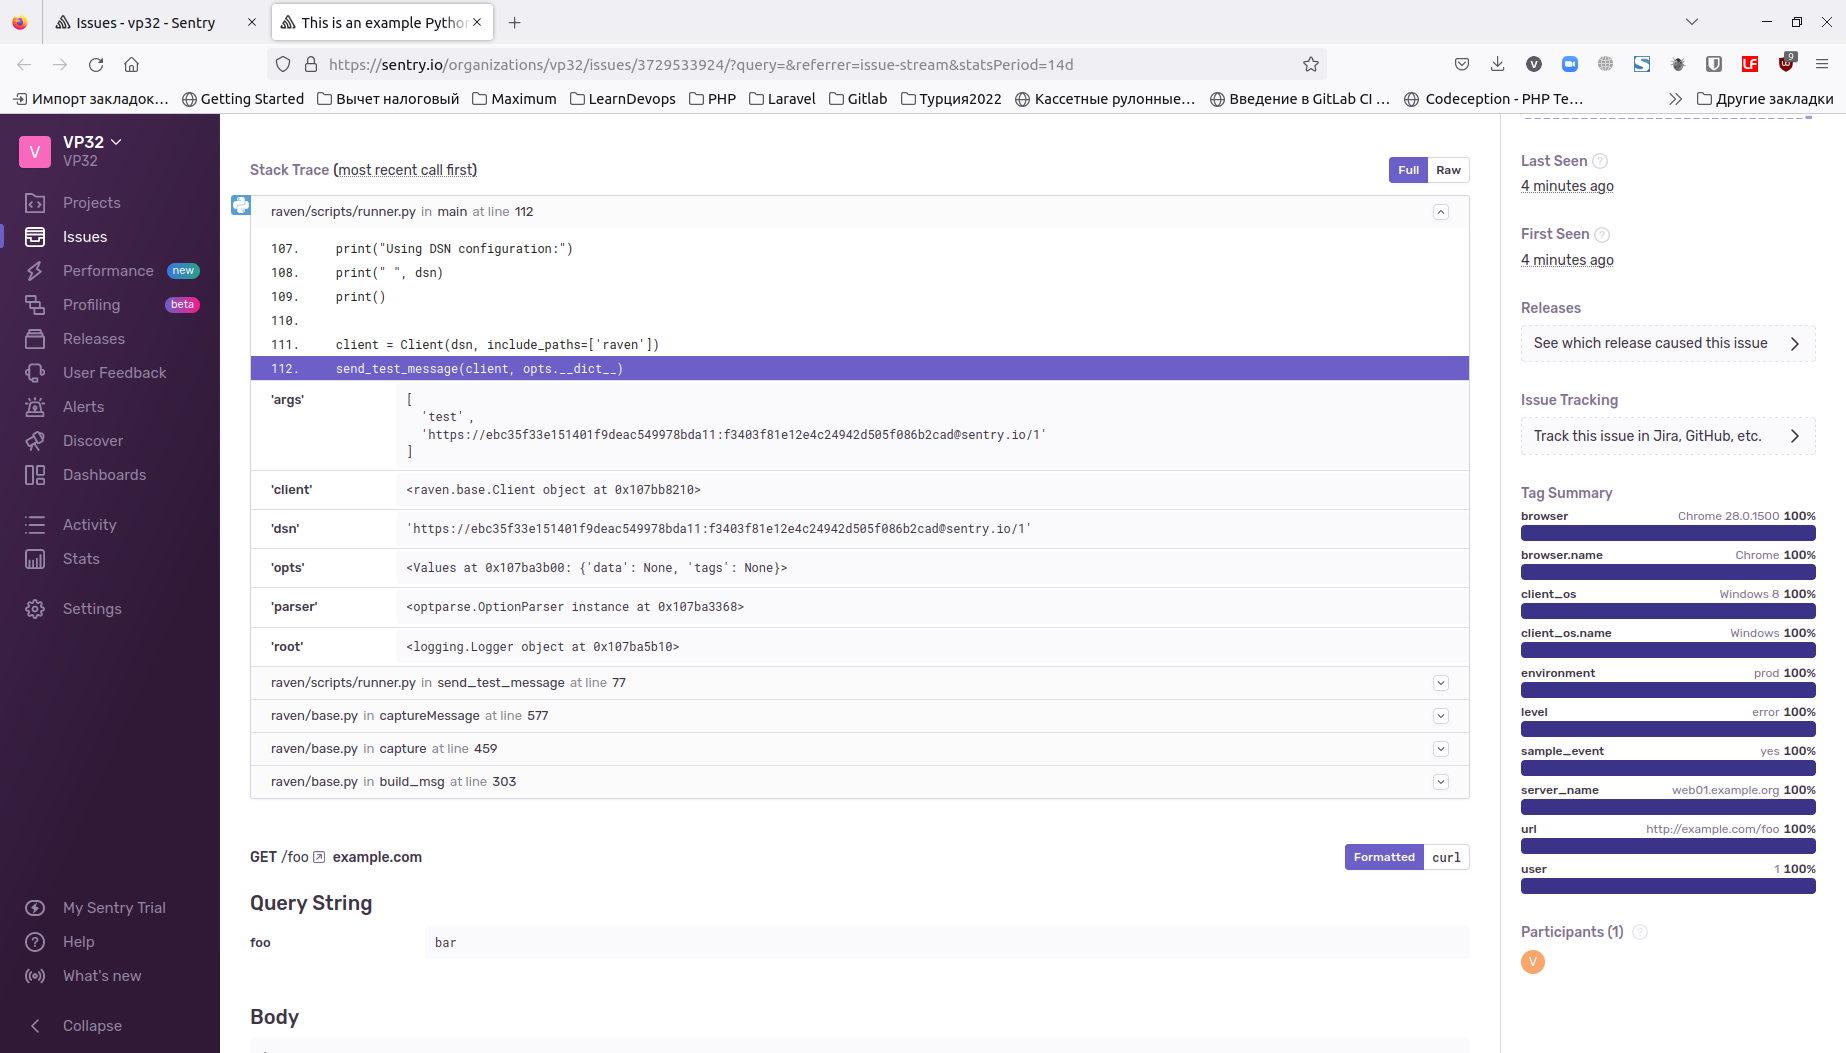 Issues - vp32 - Sentry
This is an example Pytho
https://sentry.io/organizations/vp32/issues/3729533924/?query=&referrer=issue-stream&statsPeriod=14d
V
S
LF
9
Импорт закладок…
Getting Started
Вычет налоговый
Maximum
LearnDevops
PHP
Laravel
Gitlab
Турция2022
Кассетные рулонные…
Введение в GitLab CI …
Codeception - PHP Te…
Другие закладки
V
VP32
VP32
Projects
Issues
Performance new
Profiling beta
Releases
User Feedback
Alerts
Discover
Dashboards
Activity
Stats
Settings
My Sentry Trial
Help
What's new
Collapse
Stack Trace (most recent call first)
Full Raw
raven/scripts/runner.py in main at line 112
107. print("Using DSN configuration:")
108. print(" ", dsn)
109. print()
110.
111. client = Client(dsn, include_paths=['raven'])
112. send_test_message(client, opts.__dict__)
'args' [
'test' ,
'https://ebc35f33e151401f9deac549978bda11:f3403f81e12e4c24942d505f086b2cad@sentry.io/1'
]
'client' <raven.base.Client object at 0x107bb8210>
'dsn' 'https://ebc35f33e151401f9deac549978bda11:f3403f81e12e4c24942d505f086b2cad@sentry.io/1'
'opts' <Values at 0x107ba3b00: {'data': None, 'tags': None}>
'parser' <optparse.OptionParser instance at 0x107ba3368>
'root' <logging.Logger object at 0x107ba5b10>
raven/scripts/runner.py in send_test_message at line 77
raven/base.py in captureMessage at line 577
raven/base.py in capture at line 459
raven/base.py in build_msg at line 303
GET /foo example.com
Formatted curl
Query String
foo bar
Body
Last Seen ?
4 minutes ago
First Seen ?
4 minutes ago
Releases
See which release caused this issue
Issue Tracking
Track this issue in Jira, GitHub, etc.
Tag Summary
browser Chrome 28.0.1500 100%
browser.name Chrome 100%
client_os Windows 8 100%
client_os.name Windows 100%
environment prod 100%
level error 100%
sample_event yes 100%
server_name web01.example.org 100%
url http://example.com/foo 100%
user 1 100%
Participants (1) ?
V